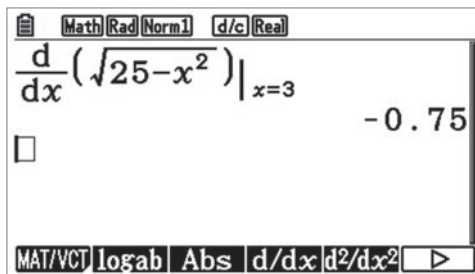 Math Rad Norm1 d/c Real
d/dx(√25-x²)|x=3
-0.75
MAT/VCT logab Abs d/dx d²/dx² ▷